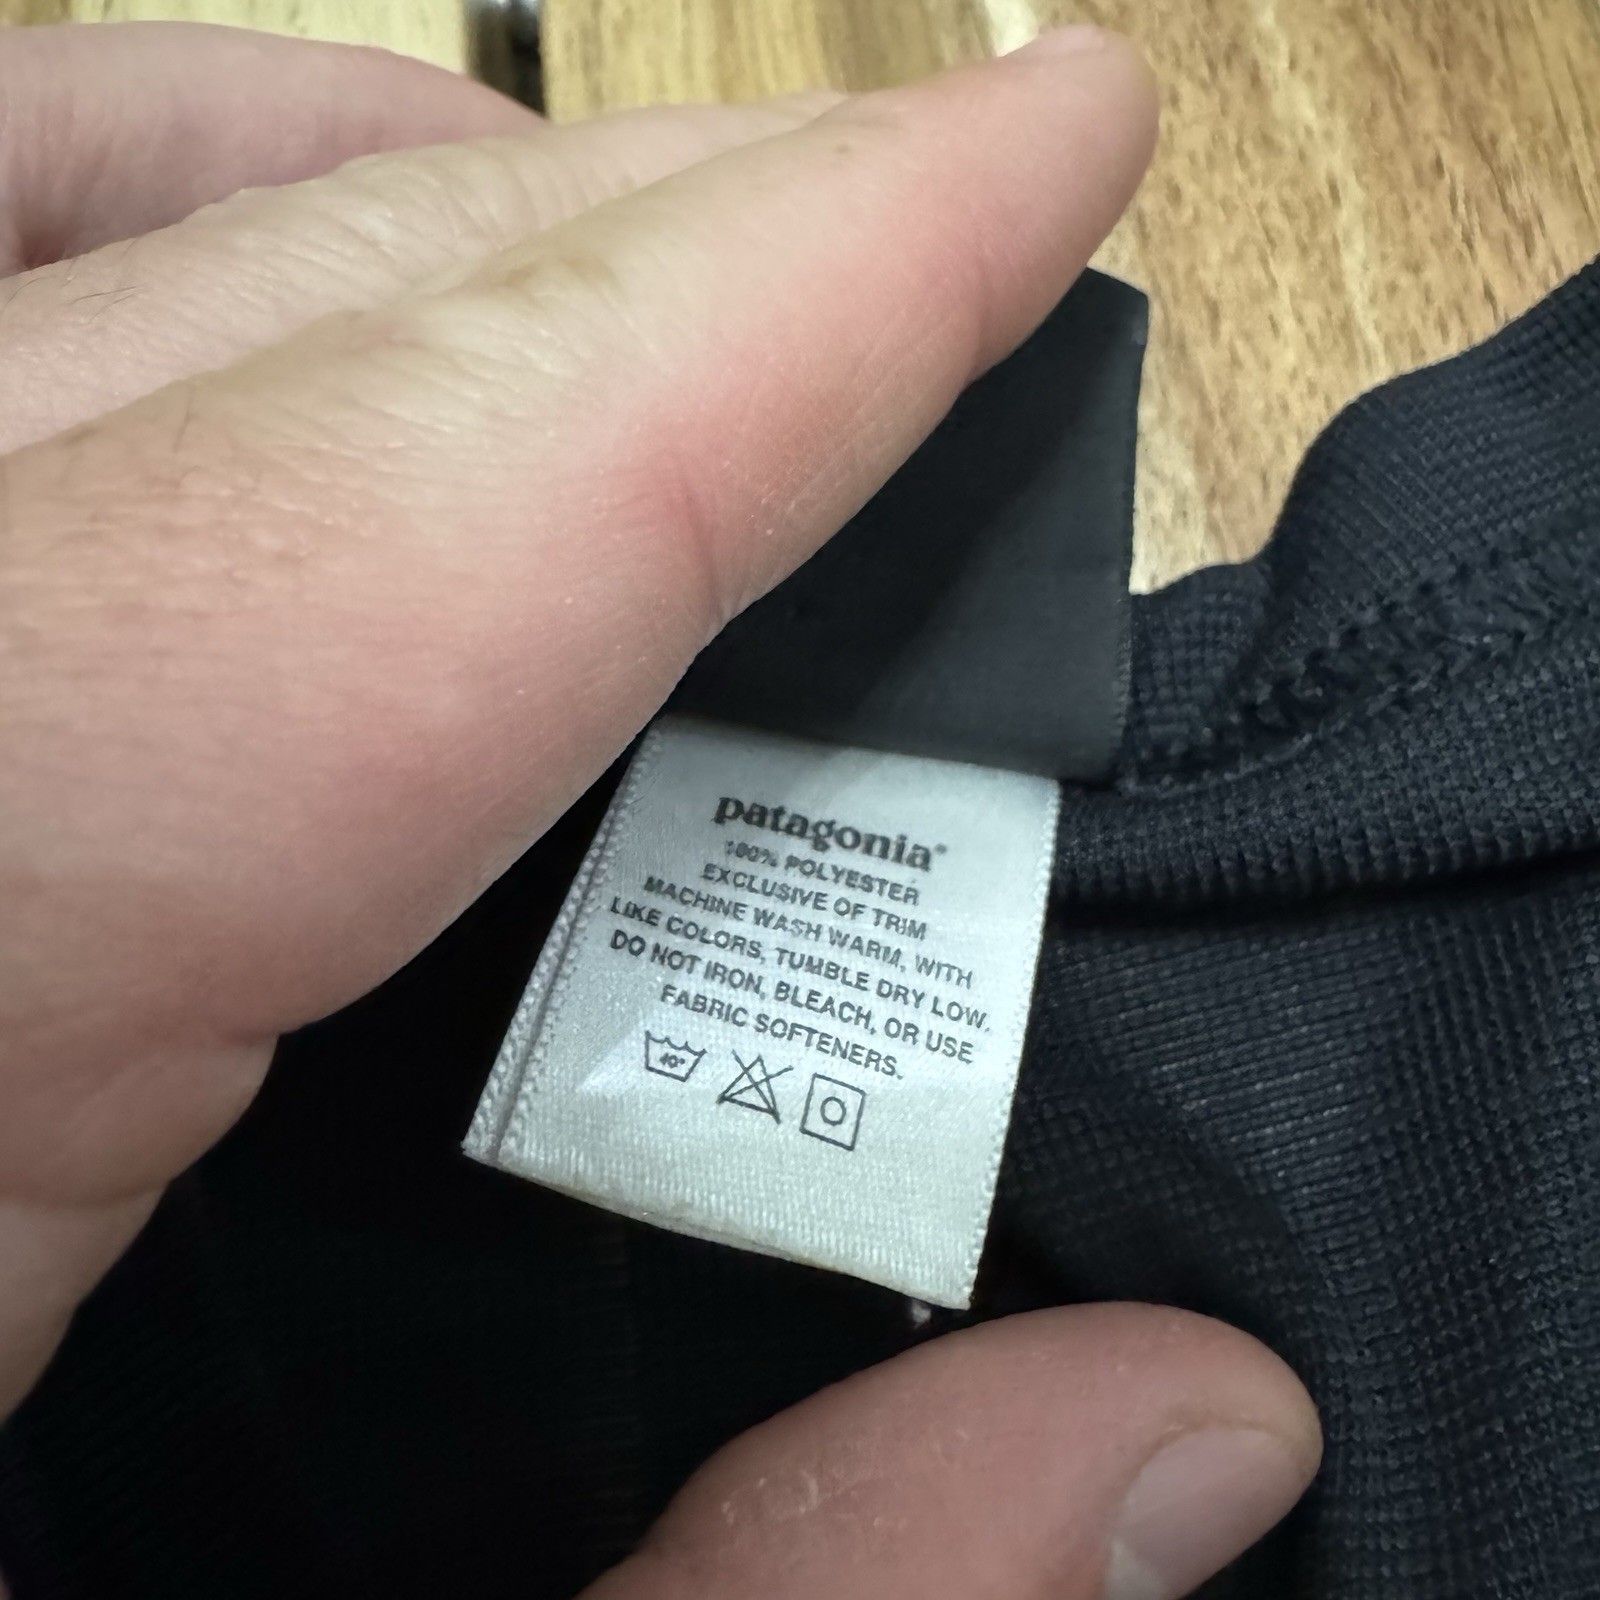 patagonia®
100% POLYESTER
EXCLUSIVE OF TRIM
MACHINE WASH WARM, WITH
LIKE COLORS, TUMBLE DRY LOW.
DO NOT IRON, BLEACH, OR USE
FABRIC SOFTENERS.
40°